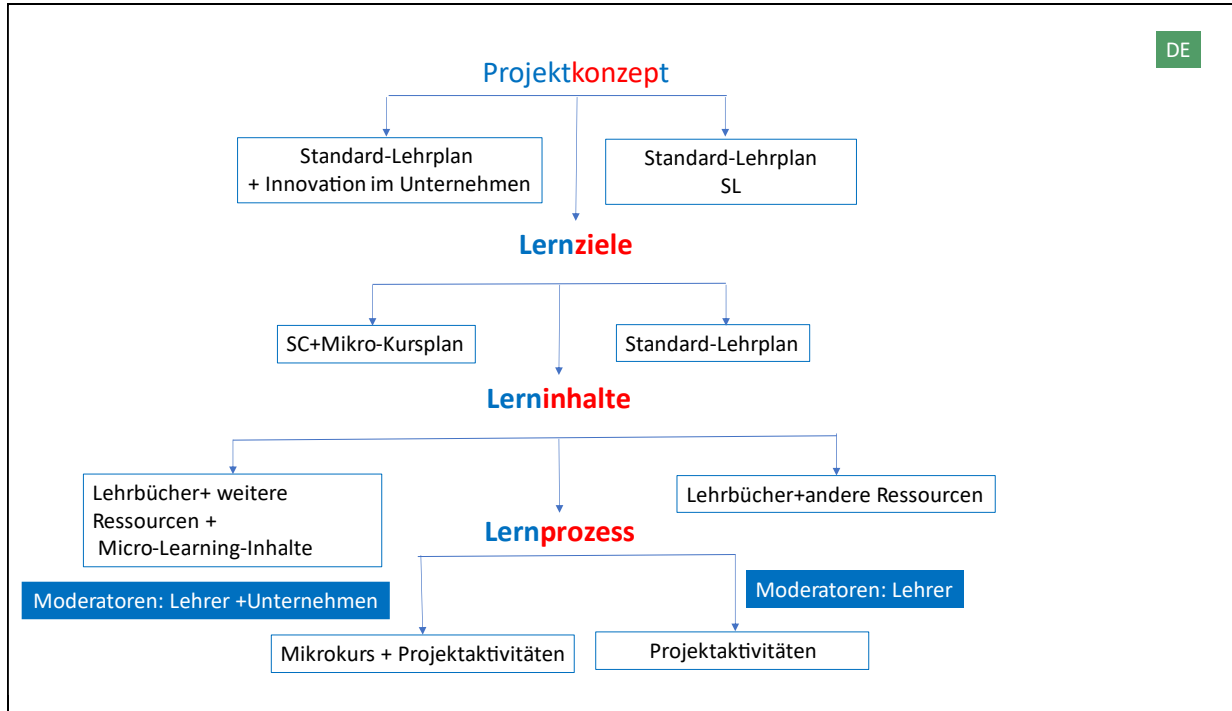 DE
Projektkonzept
Standard-Lehrplan
+ Innovation im Unternehmen
Standard-Lehrplan
SL
Lernziele
SC+Mikro-Kursplan
Standard-Lehrplan
Lerninhalte
Lehrbücher+ weitere
Ressourcen +
Micro-Learning-Inhalte
Lehrbücher+andere Ressourcen
Lernprozess
Moderatoren: Lehrer +Unternehmen
Moderatoren: Lehrer
Mikrokurs + Projektaktivitäten
Projektaktivitäten